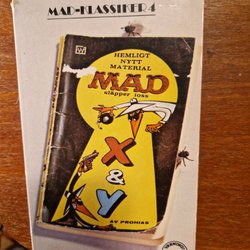 MAD-KLASSIKER 4
HEMLIGT
NYTT
MATERIAL
MAD
släpper loss
X
&
Y
AV PROHIAS